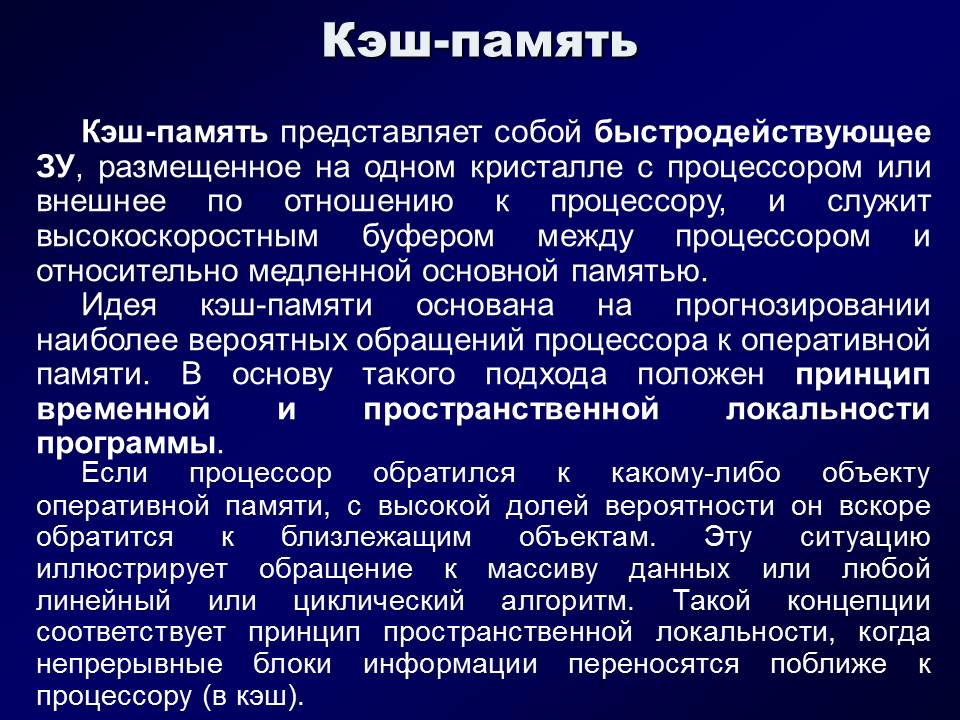 Кэш-память
Кэш-память представляет собой быстродействующее
ЗУ, размещенное на одном кристалле с процессором или
внешнее по отношению к процессору, и служит
высокоскоростным буфером между процессором и
относительно медленной основной памятью.
Идея кэш-памяти основана на прогнозировании
наиболее вероятных обращений процессора к оперативной
памяти. В основу такого подхода положен принцип
временной и пространственной локальности
программы.
Если процессор обратился к какому-либо объекту
оперативной памяти, с высокой долей вероятности он вскоре
обратится к близлежащим объектам. Эту ситуацию
иллюстрирует обращение к массиву данных или любой
линейный или циклический алгоритм. Такой концепции
соответствует принцип пространственной локальности, когда
непрерывные блоки информации переносятся поближе к
процессору (в кэш).